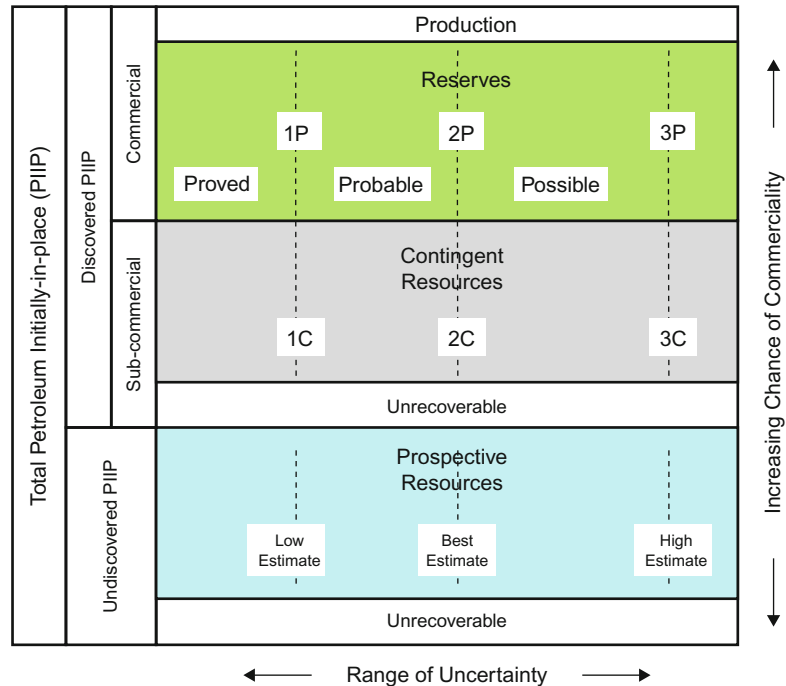 Total Petroleum Initially-in-place (PIIP)
Discovered PIIP
Undiscovered PIIP
Commercial
Sub-commercial
Production
Reserves
1P
2P
3P
Proved
Probable
Possible
Contingent
Resources
1C
2C
3C
Unrecoverable
Prospective
Resources
Low
Estimate
Best
Estimate
High
Estimate
Unrecoverable
Range of Uncertainty
Increasing Chance of Commerciality